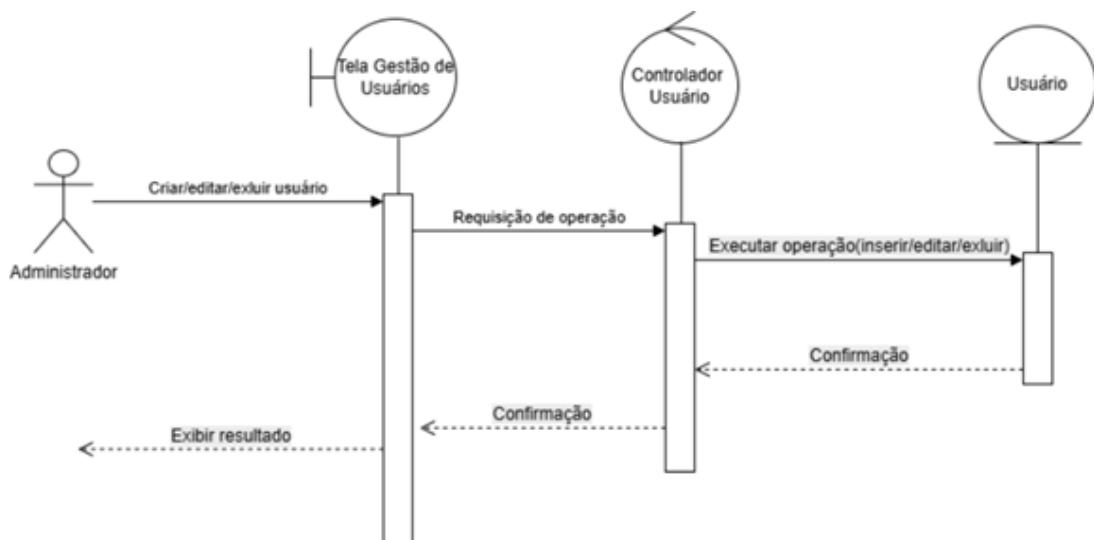 Tela Gestão de
Usuários
Controlador
Usuário
Usuário
Criar/editar/exluir usuário
Administrador
Requisição de operação
Executar operação(inserir/editar/exluir)
Confirmação
Confirmação
Exibir resultado